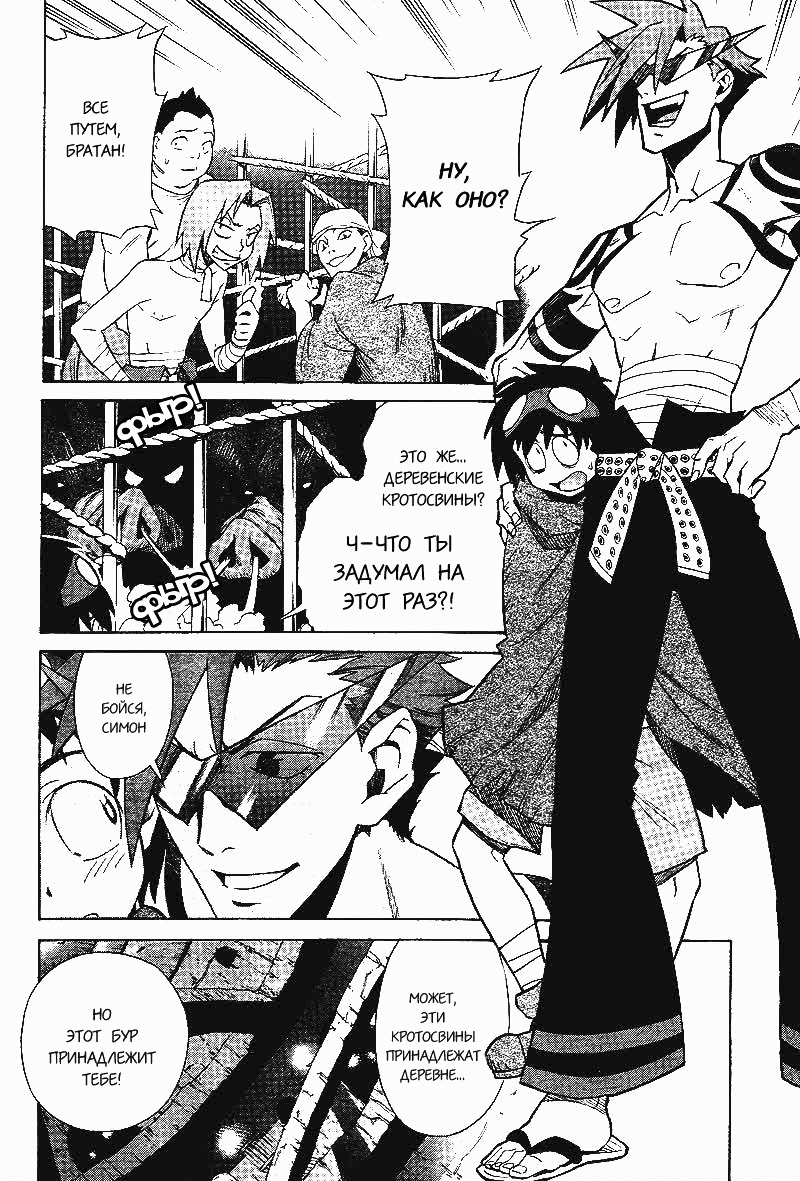 НУ,
КАК ОНО?
ВСЕ
ПУТЕМ,
БРАТАН!
ФЫР!
ФЫР!
ЭТО ЖЕ...
ДЕРЕВЕНСКИЕ
КРОТОСВИНЫ?
Ч-ЧТО ТЫ
ЗАДУМАЛ НА
ЭТОТ РАЗ?!
НЕ
БОЙСЯ,
СИМОН
МОЖЕТ,
ЭТИ
КРОТОСВИНЫ
ПРИНАДЛЕЖАТ
ДЕРЕВНЕ...
НО
ЭТОТ БУР
ПРИНАДЛЕЖИТ
ТЕБЕ!